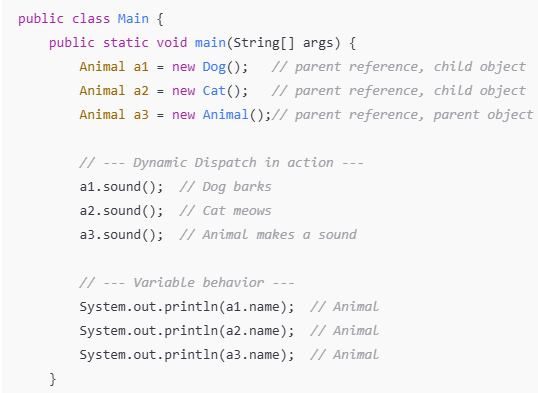 public class Main {
    public static void main(String[] args) {
        Animal a1 = new Dog();   // parent reference, child object
        Animal a2 = new Cat();   // parent reference, child object
        Animal a3 = new Animal();// parent reference, parent object

        // --- Dynamic Dispatch in action ---
        a1.sound();  // Dog barks
        a2.sound();  // Cat meows
        a3.sound();  // Animal makes a sound

        // --- Variable behavior ---
        System.out.println(a1.name);  // Animal
        System.out.println(a2.name);  // Animal
        System.out.println(a3.name);  // Animal
    }